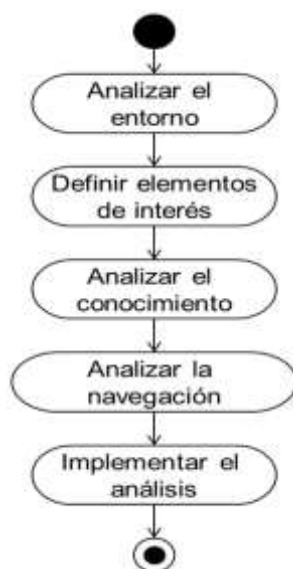 Analizar el
entorno
Definir elementos
de interés
Analizar el
conocimiento
Analizar la
navegación
Implementar el
análisis